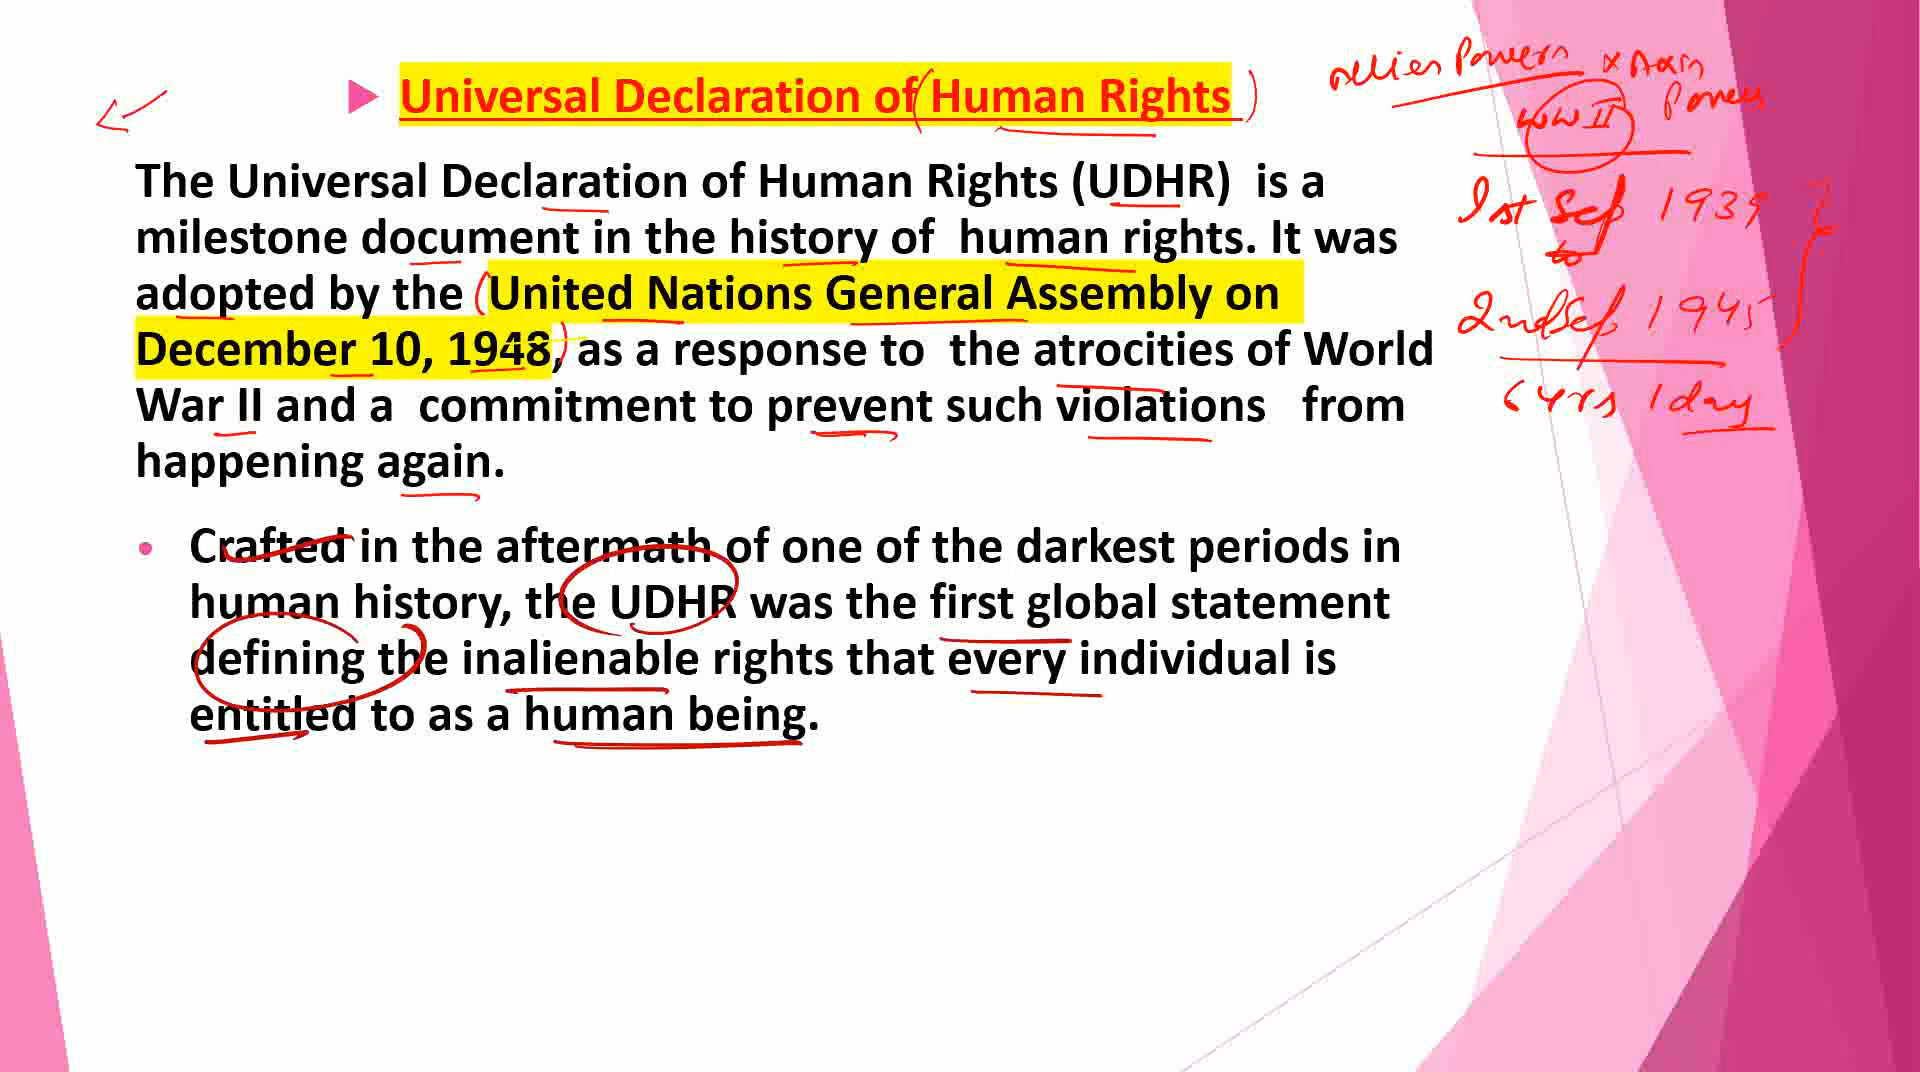 Universal Declaration of (Human Rights)
The Universal Declaration of Human Rights (UDHR) is a
milestone document in the history of human rights. It was
adopted by the (United Nations General Assembly on
December 10, 1948,) as a response to the atrocities of World
War II and a commitment to prevent such violations from
happening again.
• Crafted in the aftermath of one of the darkest periods in
human history, the UDHR was the first global statement
defining the inalienable rights that every individual is
entitled to as a human being.
Allies Powers x Axis
Powers
WW II
1st Sep 1939
to
2nd Sep 1945
6 yrs 1 day